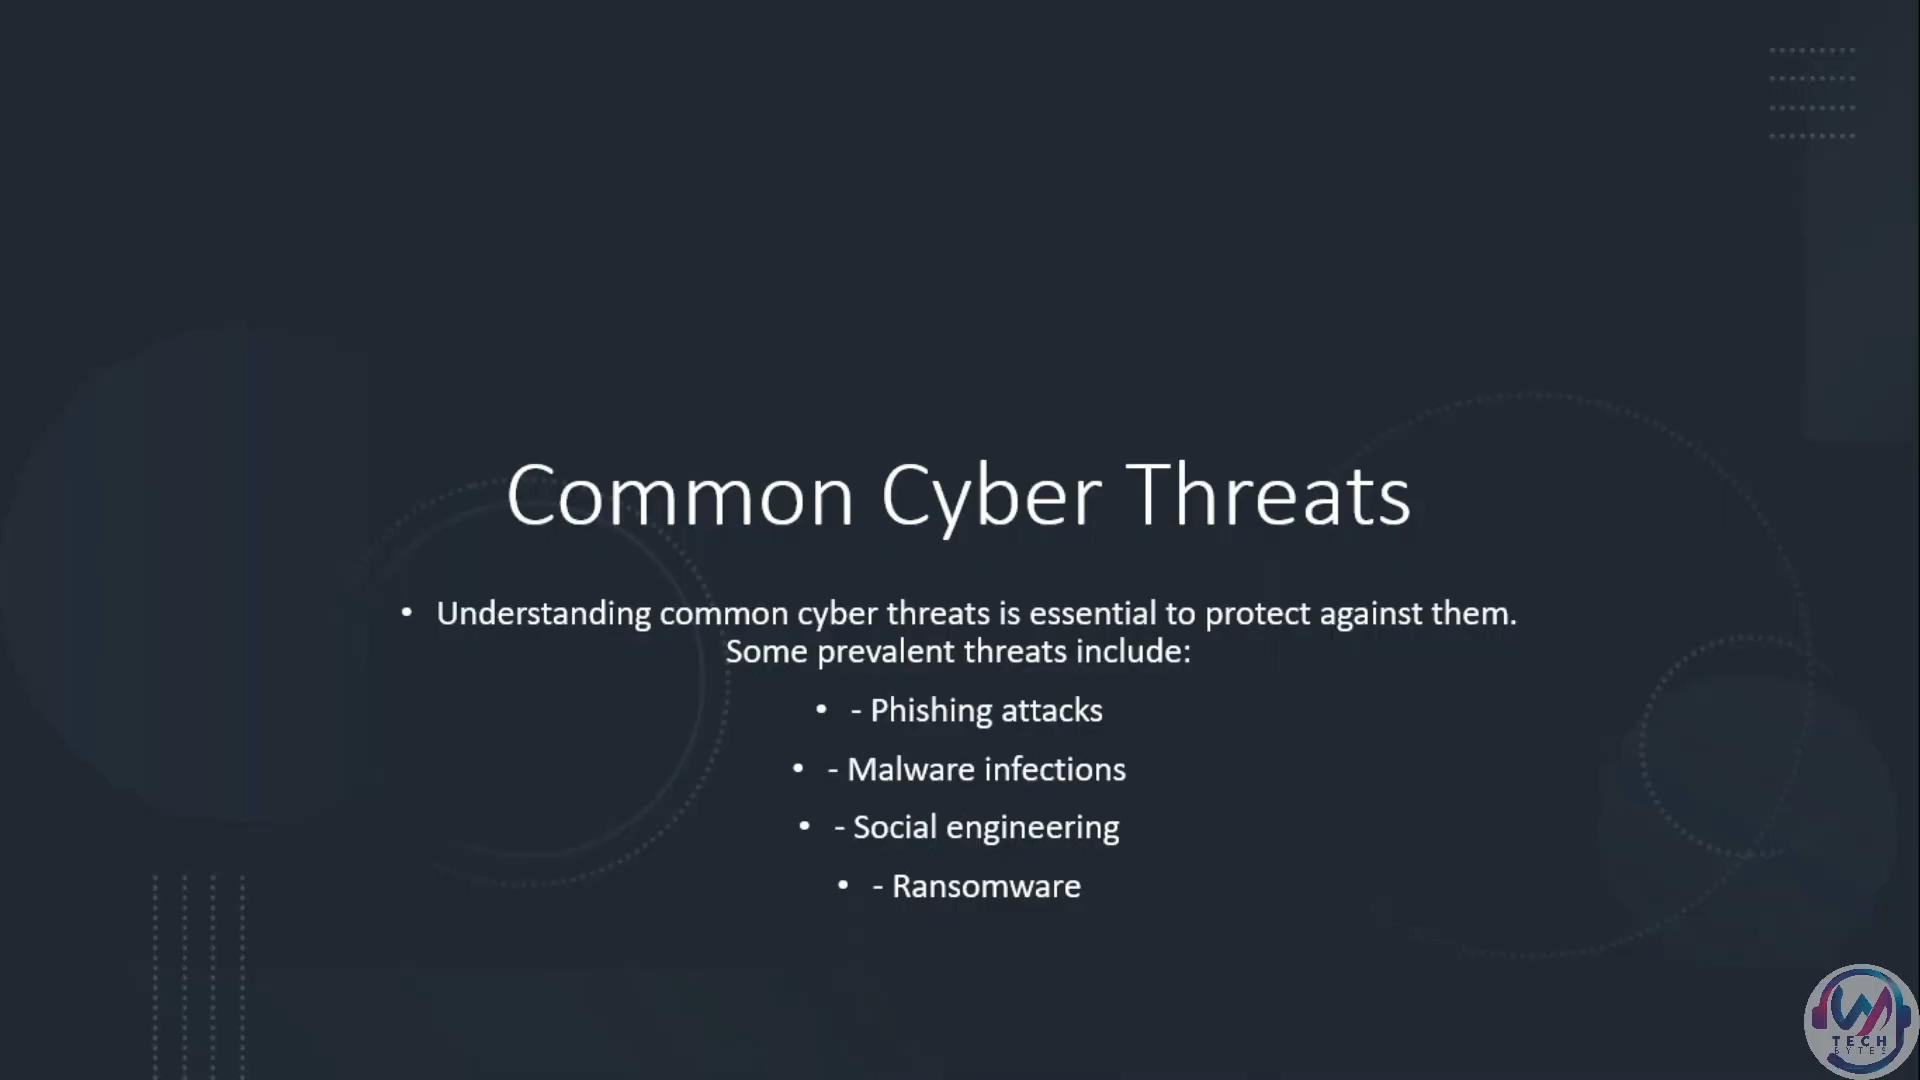 Common Cyber Threats
• Understanding common cyber threats is essential to protect against them.
Some prevalent threats include:
• - Phishing attacks
• - Malware infections
• - Social engineering
• - Ransomware
TECH
BYTES